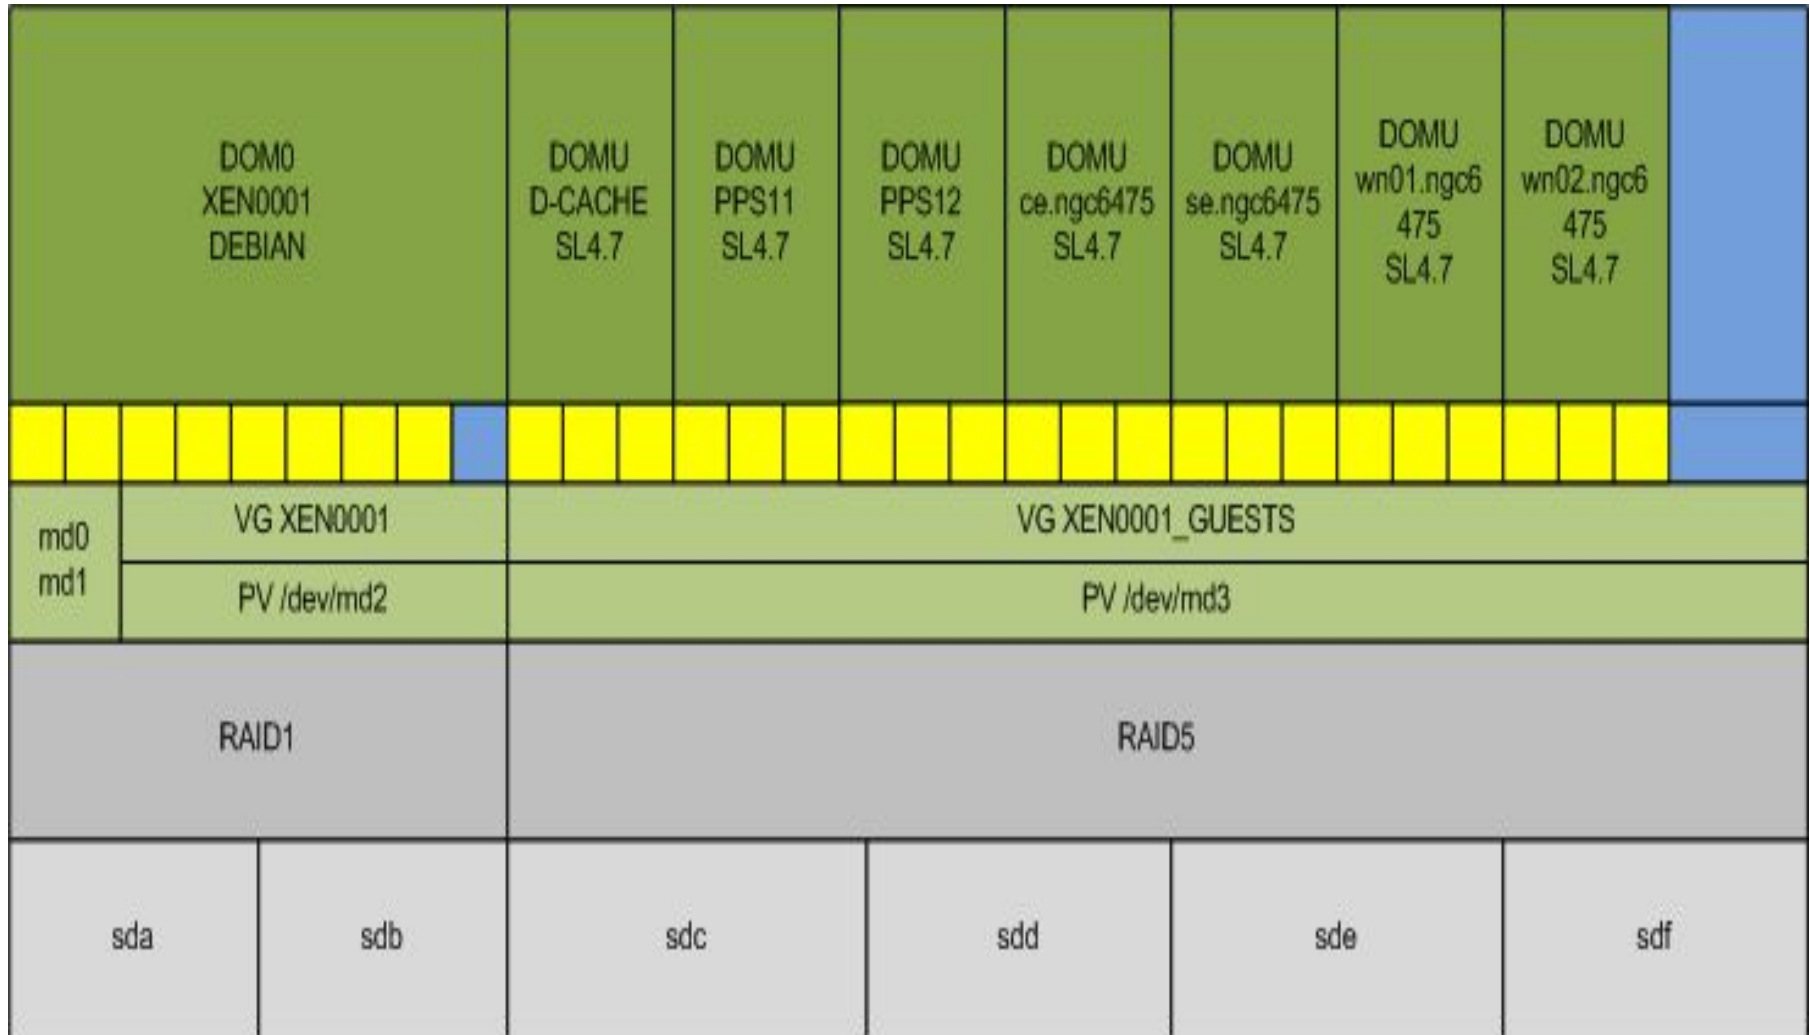 DOM0
XEN0001
DEBIAN
DOMU
D-CACHE
SL4.7
DOMU
PPS11
SL4.7
DOMU
PPS12
SL4.7
DOMU
ce.ngc6475
SL4.7
DOMU
se.ngc6475
SL4.7
DOMU
wn01.ngc6
475
SL4.7
DOMU
wn02.ngc6
475
SL4.7
md0
md1
VG XEN0001
VG XEN0001_GUESTS
PV /dev/md2
PV /dev/md3
RAID1
RAID5
sda
sdb
sdc
sdd
sde
sdf